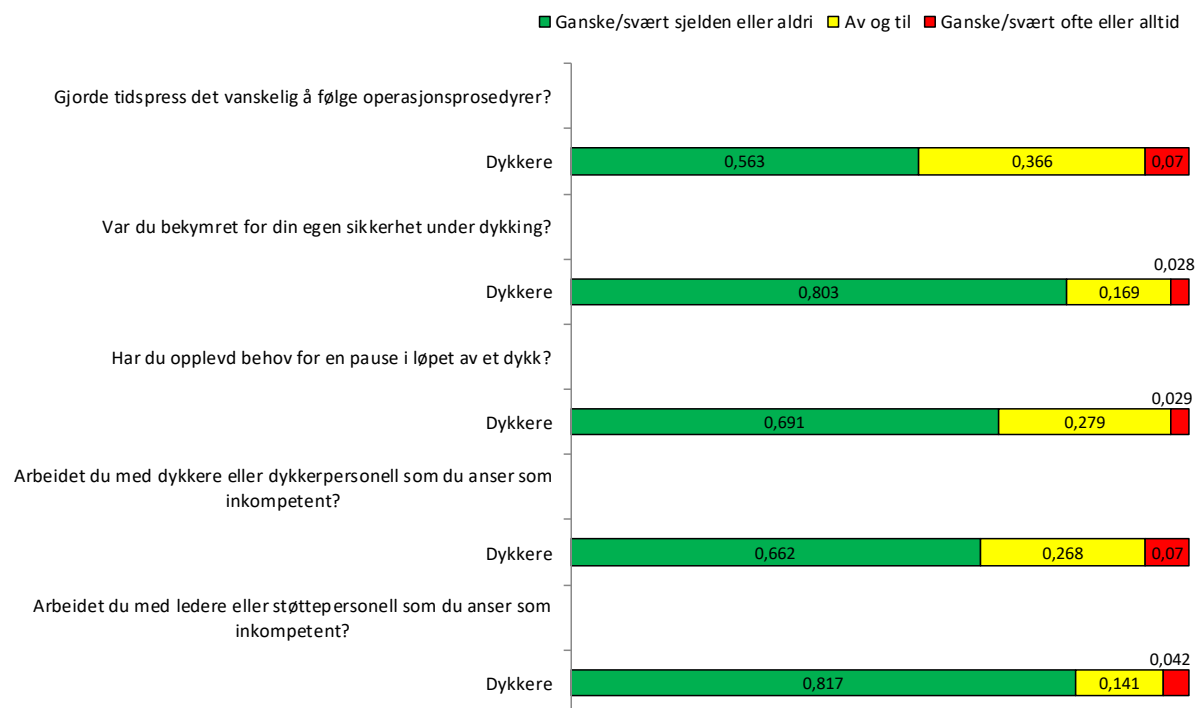 Ganske/svært sjelden eller aldri Av og til Ganske/svært ofte eller alltid
Gjorde tidspress det vanskelig å følge operasjonsprosedyrer?
Dykkere 0,563 0,366 0,07
Var du bekymret for din egen sikkerhet under dykking?
0,028
Dykkere 0,803 0,169
Har du opplevd behov for en pause i løpet av et dykk?
0,029
Dykkere 0,691 0,279
Arbeidet du med dykkere eller dykkerpersonell som du anser som
inkompetent?
Dykkere 0,662 0,268 0,07
Arbeidet du med ledere eller støttepersonell som du anser som
inkompetent?
0,042
Dykkere 0,817 0,141